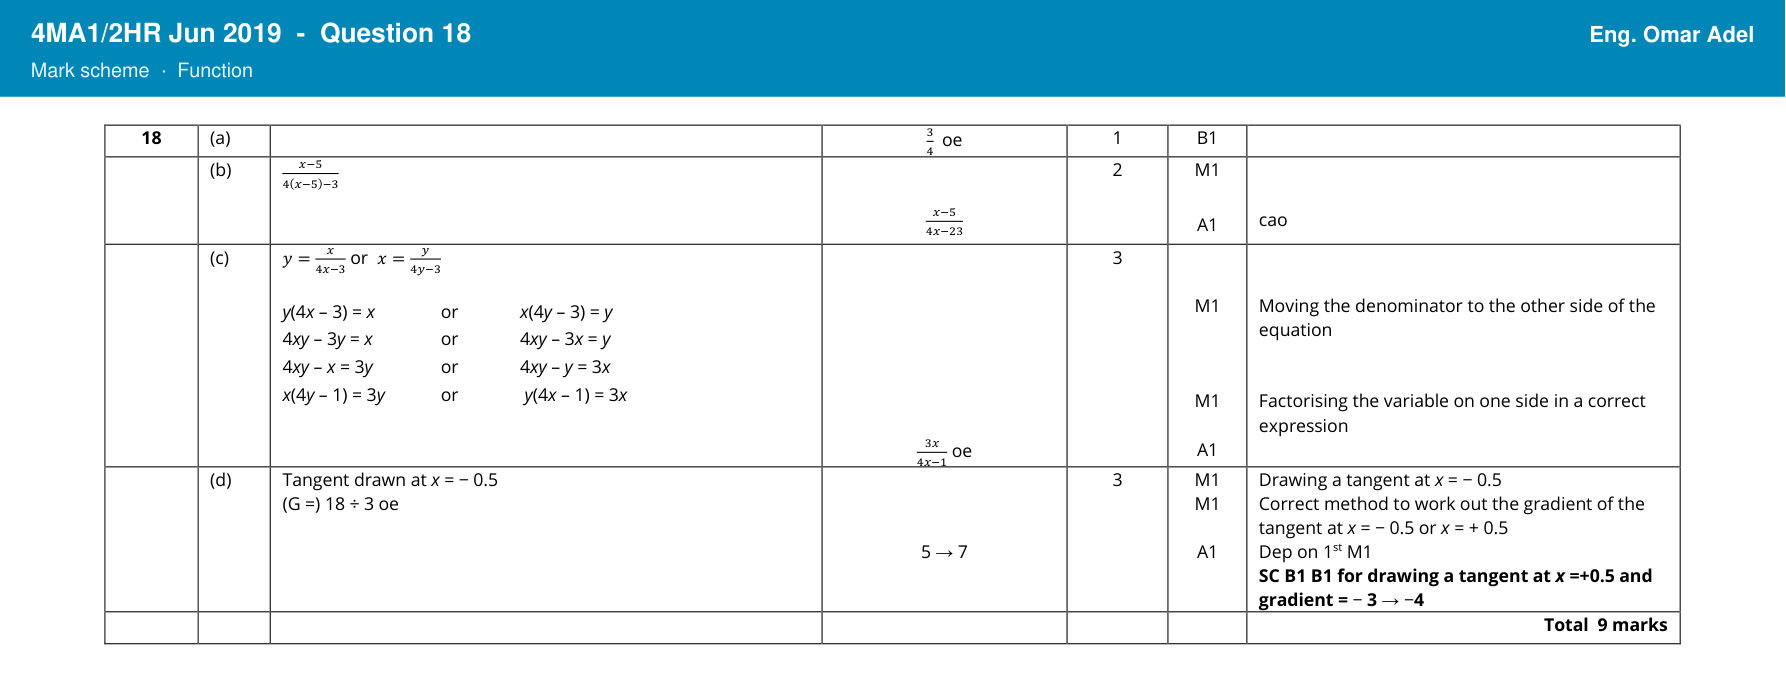 4MA1/2HR Jun 2019 - Question 18
Eng. Omar Adel
Mark scheme · Function
18 (a) 3/4 oe 1 B1
(b) x−5/4(x−5)−3 2 M1
x−5/4x−23 A1 cao
(c) y = x/4x−3 or x = y/4y−3 3
y(4x – 3) = x or x(4y – 3) = y M1 Moving the denominator to the other side of the
equation
4xy – 3y = x or 4xy – 3x = y
4xy – x = 3y or 4xy – y = 3x
x(4y – 1) = 3y or y(4x – 1) = 3x M1 Factorising the variable on one side in a correct
expression
3x/4x−1 oe A1
(d) Tangent drawn at x = − 0.5 3 M1 Drawing a tangent at x = − 0.5
(G =) 18 ÷ 3 oe M1 Correct method to work out the gradient of the
tangent at x = − 0.5 or x = + 0.5
5 → 7 A1 Dep on 1st M1
SC B1 B1 for drawing a tangent at x =+0.5 and
gradient = − 3 → −4
Total 9 marks